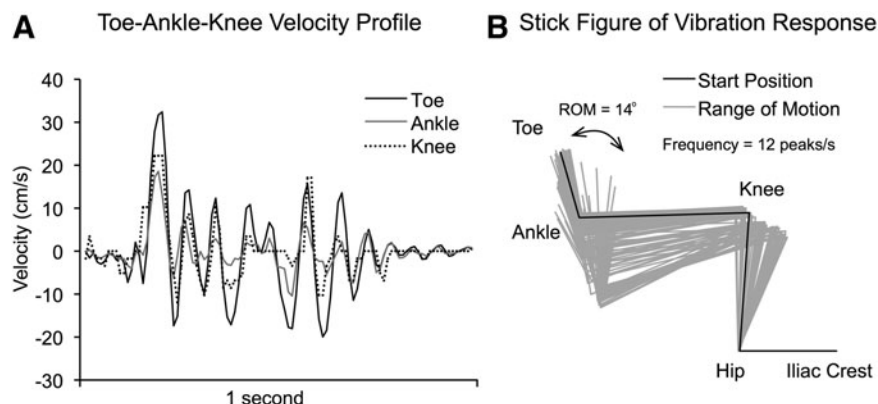 A Toe-Ankle-Knee Velocity Profile
40
30
20
10
0
-10
-20
-30
Velocity (cm/s)
1 second
Toe
Ankle
Knee
B Stick Figure of Vibration Response
Start Position
Range of Motion
Frequency = 12 peaks/s
ROM = 14°
Toe
Ankle
Knee
Hip
Iliac Crest